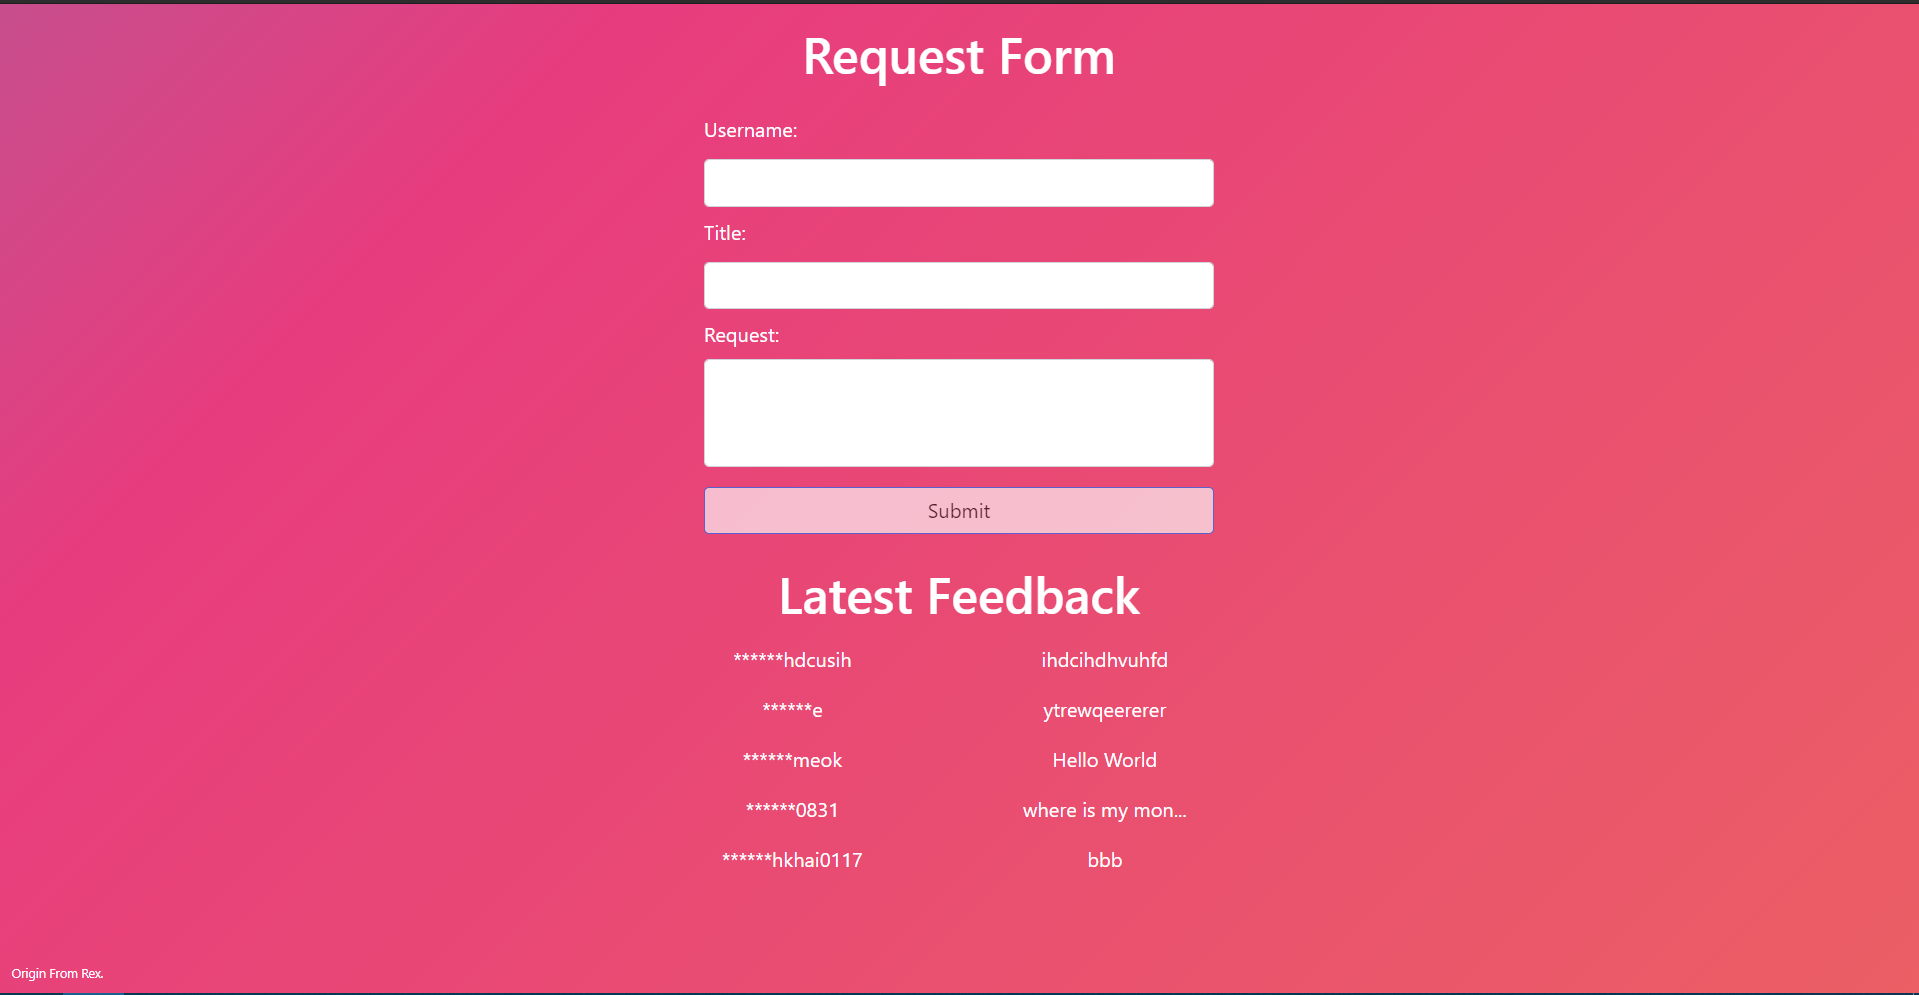 Request Form
Username:
Title:
Request:
Submit
Latest Feedback
******hdcusih ihdcihdhvuhfd
******e ytrewqeererer
******meok Hello World
******0831 where is my mon...
******hkhai0117 bbb
Origin From Rex.